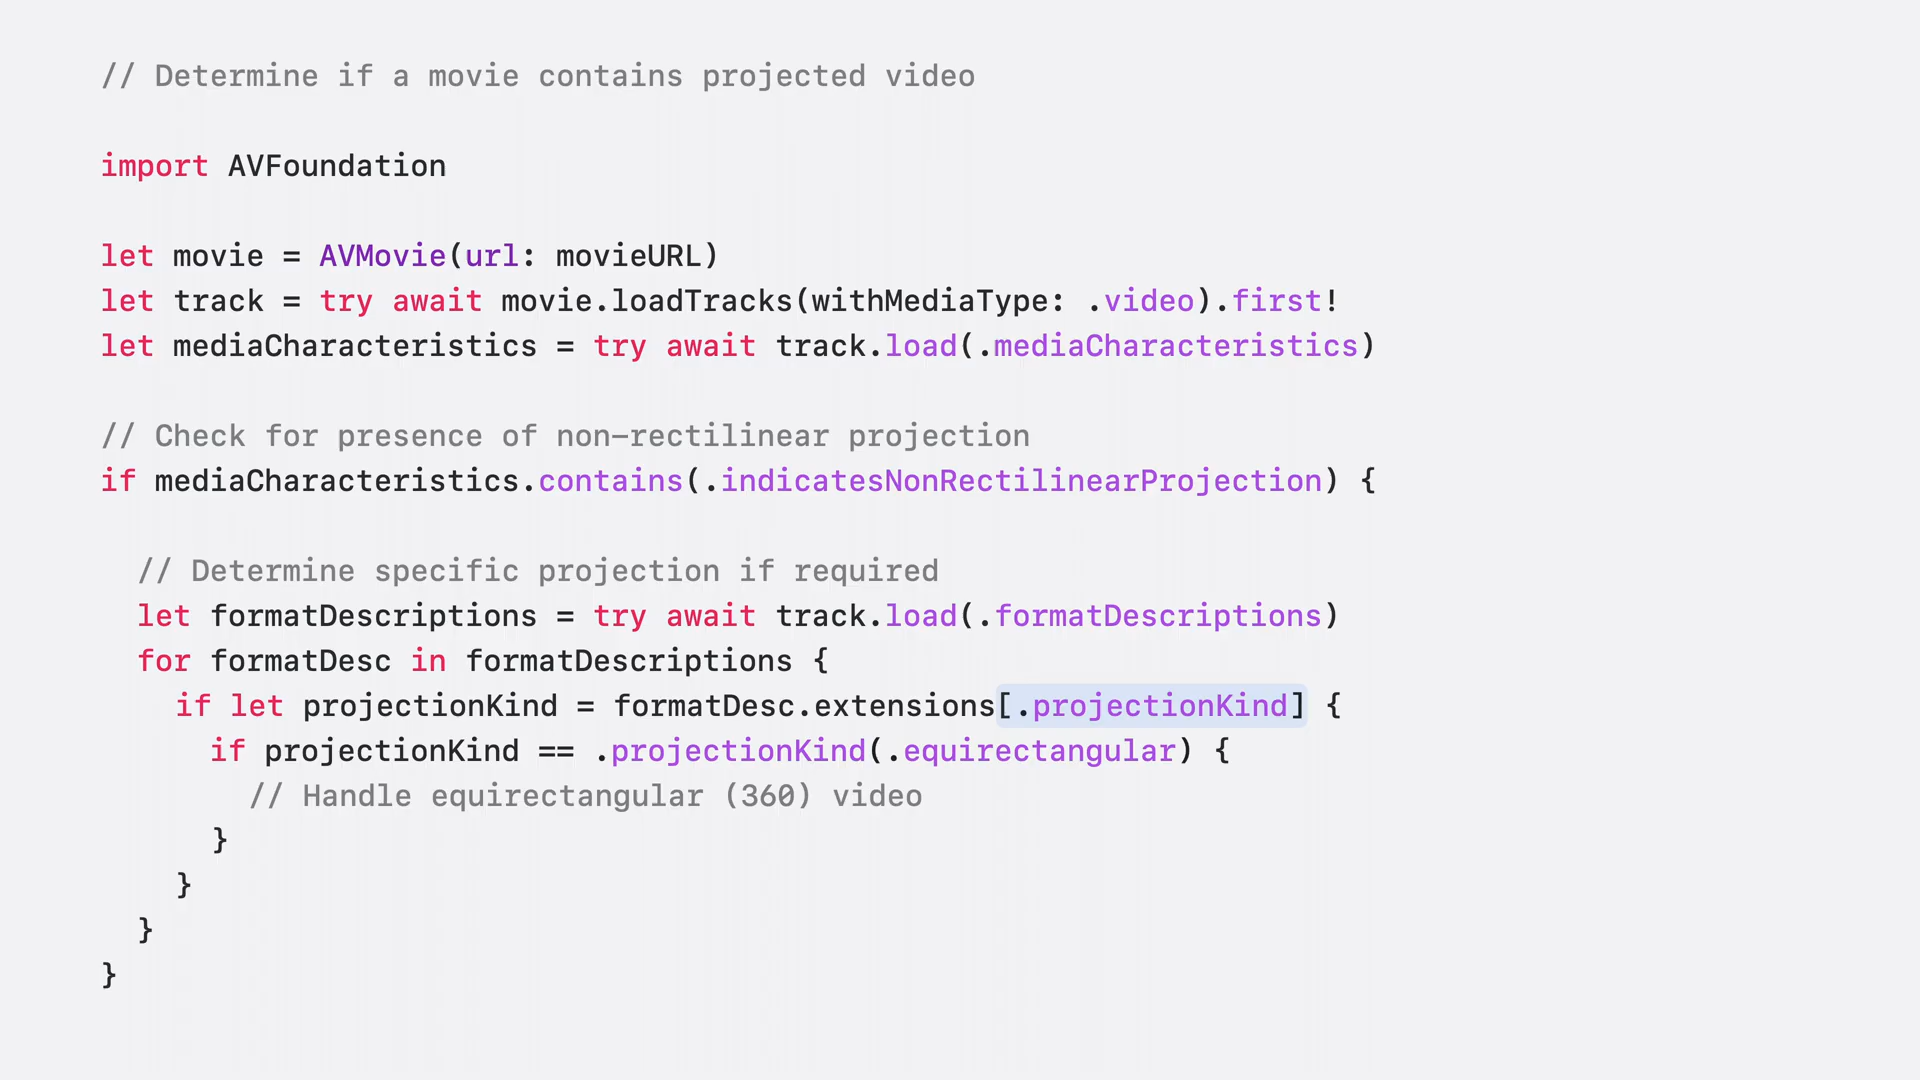 // Determine if a movie contains projected video
import AVFoundation
let movie = AVMovie(url: movieURL)
let track = try await movie.loadTracks(withMediaType: .video).first!
let mediaCharacteristics = try await track.load(.mediaCharacteristics)
// Check for presence of non-rectilinear projection
if mediaCharacteristics.contains(.indicatesNonRectilinearProjection) {
// Determine specific projection if required
let formatDescriptions = try await track.load(.formatDescriptions)
for formatDesc in formatDescriptions {
if let projectionKind = formatDesc.extensions[.projectionKind] {
if projectionKind == .projectionKind(.equirectangular) {
// Handle equirectangular (360) video
}
}
}
}